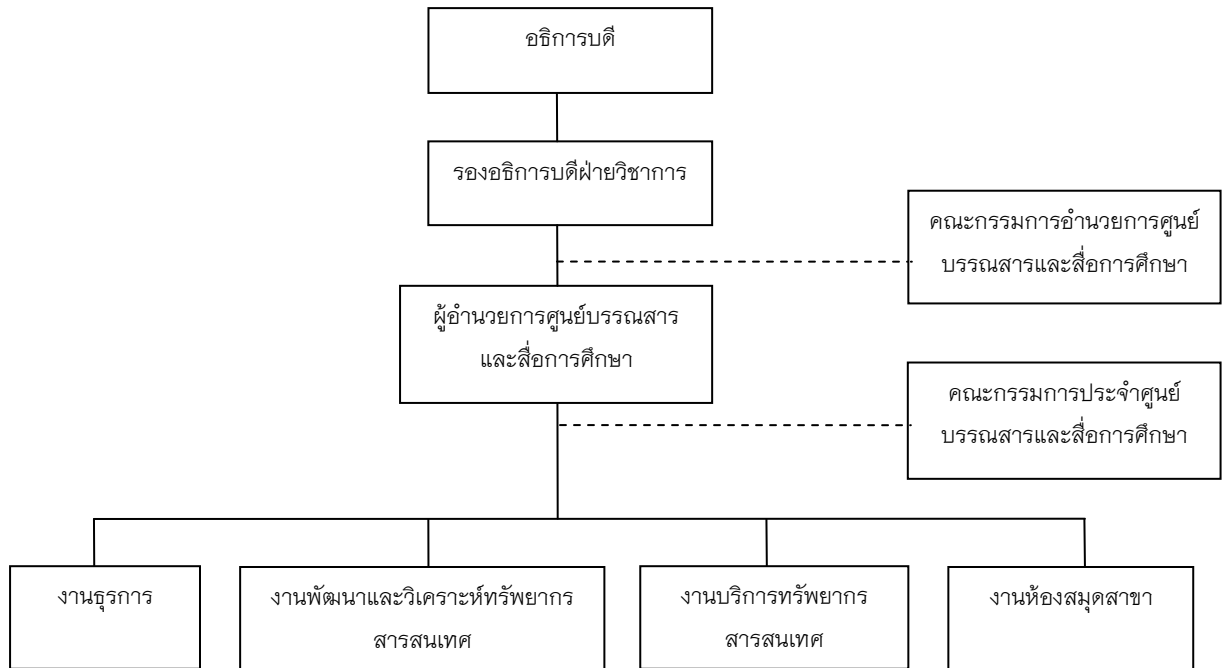 อธิการบดี
รองอธิการบดีฝ่ายวิชาการ
คณะกรรมการอำนวยการศูนย์
บรรณสารและสื่อการศึกษา
ผู้อำนวยการศูนย์บรรณสาร
และสื่อการศึกษา
คณะกรรมการประจำศูนย์
บรรณสารและสื่อการศึกษา
งานธุรการ
งานพัฒนาและวิเคราะห์ทรัพยากร
สารสนเทศ
งานบริการทรัพยากร
สารสนเทศ
งานห้องสมุดสาขา